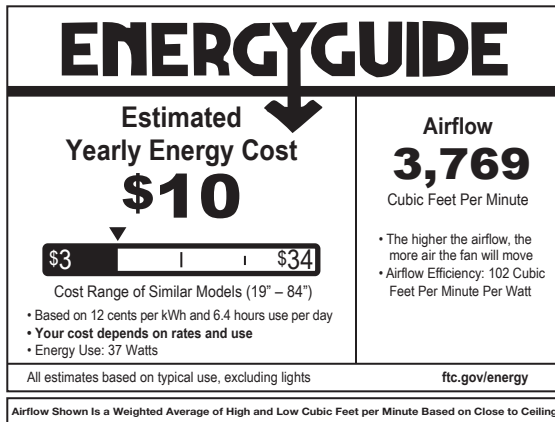 ENERGYGUIDE
Estimated
Yearly Energy Cost
$10
$3
$34
Cost Range of Similar Models (19” – 84”)
• Based on 12 cents per kWh and 6.4 hours use per day
• Your cost depends on rates and use
• Energy Use: 37 Watts
Airflow
3,769
Cubic Feet Per Minute
• The higher the airflow, the
more air the fan will move
• Airflow Efficiency: 102 Cubic
Feet Per Minute Per Watt
All estimates based on typical use, excluding lights
ftc.gov/energy
Airflow Shown Is a Weighted Average of High and Low Cubic Feet per Minute Based on Close to Ceiling